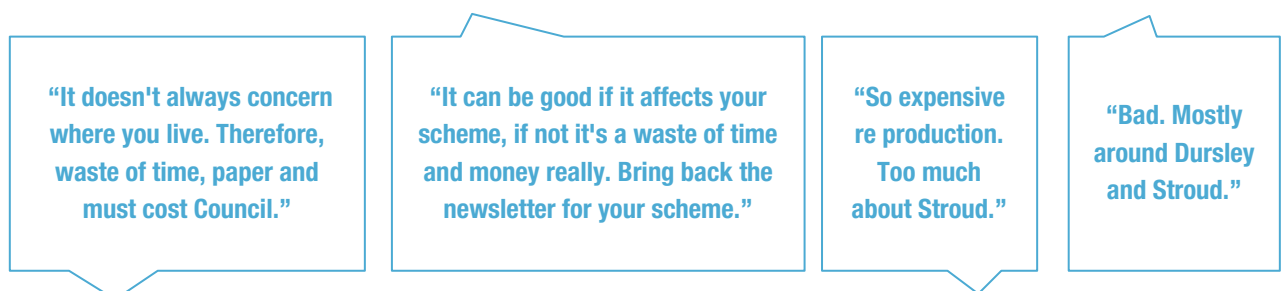 “It doesn't always concern
where you live. Therefore,
waste of time, paper and
must cost Council.”
“It can be good if it affects your
scheme, if not it's a waste of time
and money really. Bring back the
newsletter for your scheme.”
“So expensive
re production.
Too much
about Stroud.”
“Bad. Mostly
around Dursley
and Stroud.”